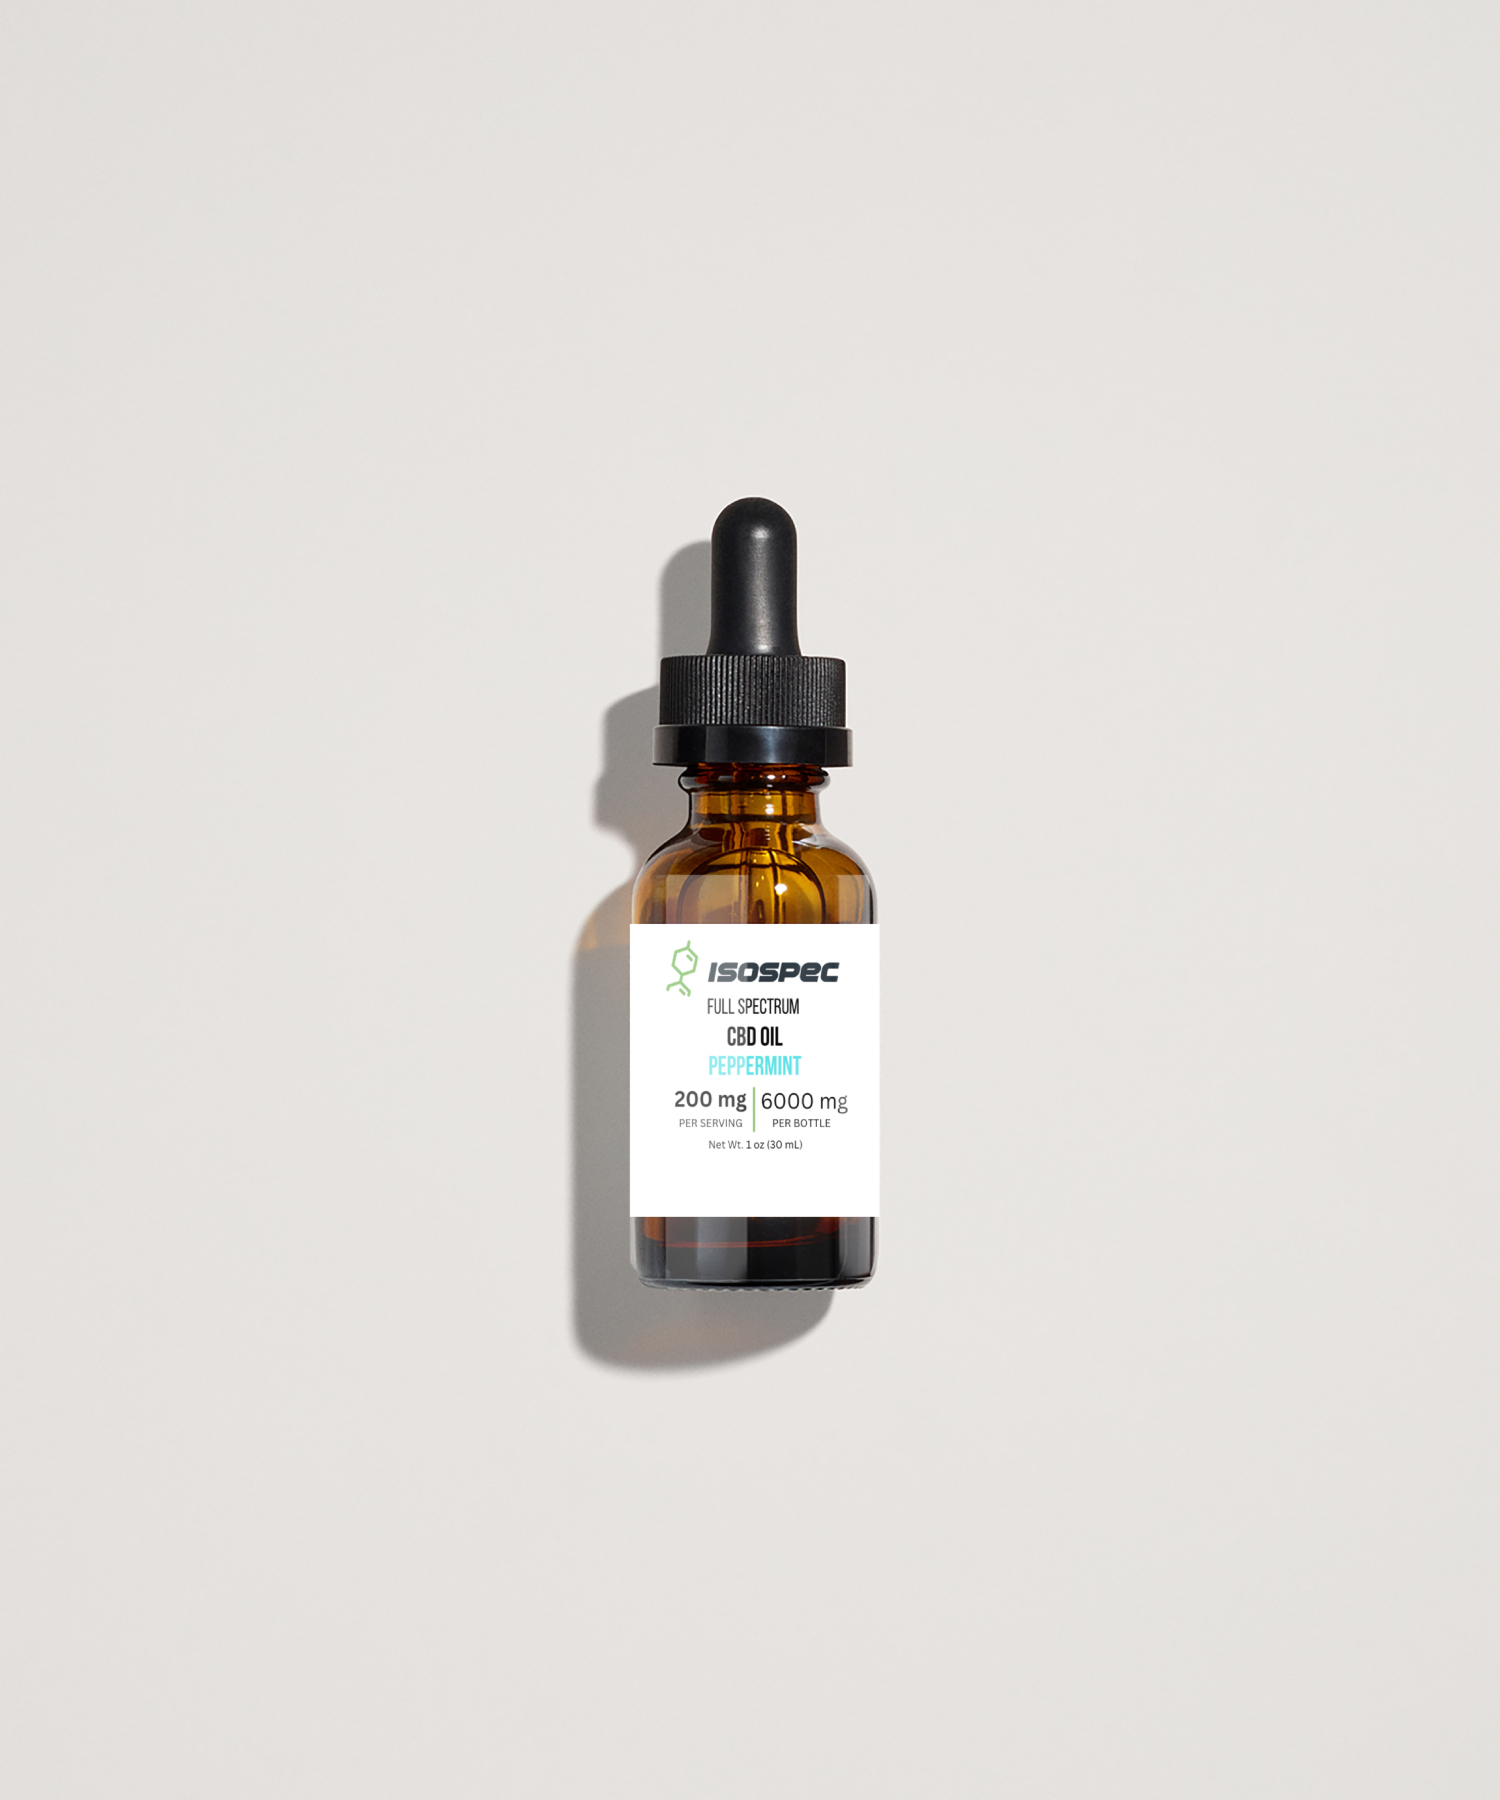 ISOSPEC
FULL SPECTRUM
CBD OIL
PEPPERMINT
200 mg
PER SERVING
6000 mg
PER BOTTLE
Net Wt. 1 oz (30 mL)